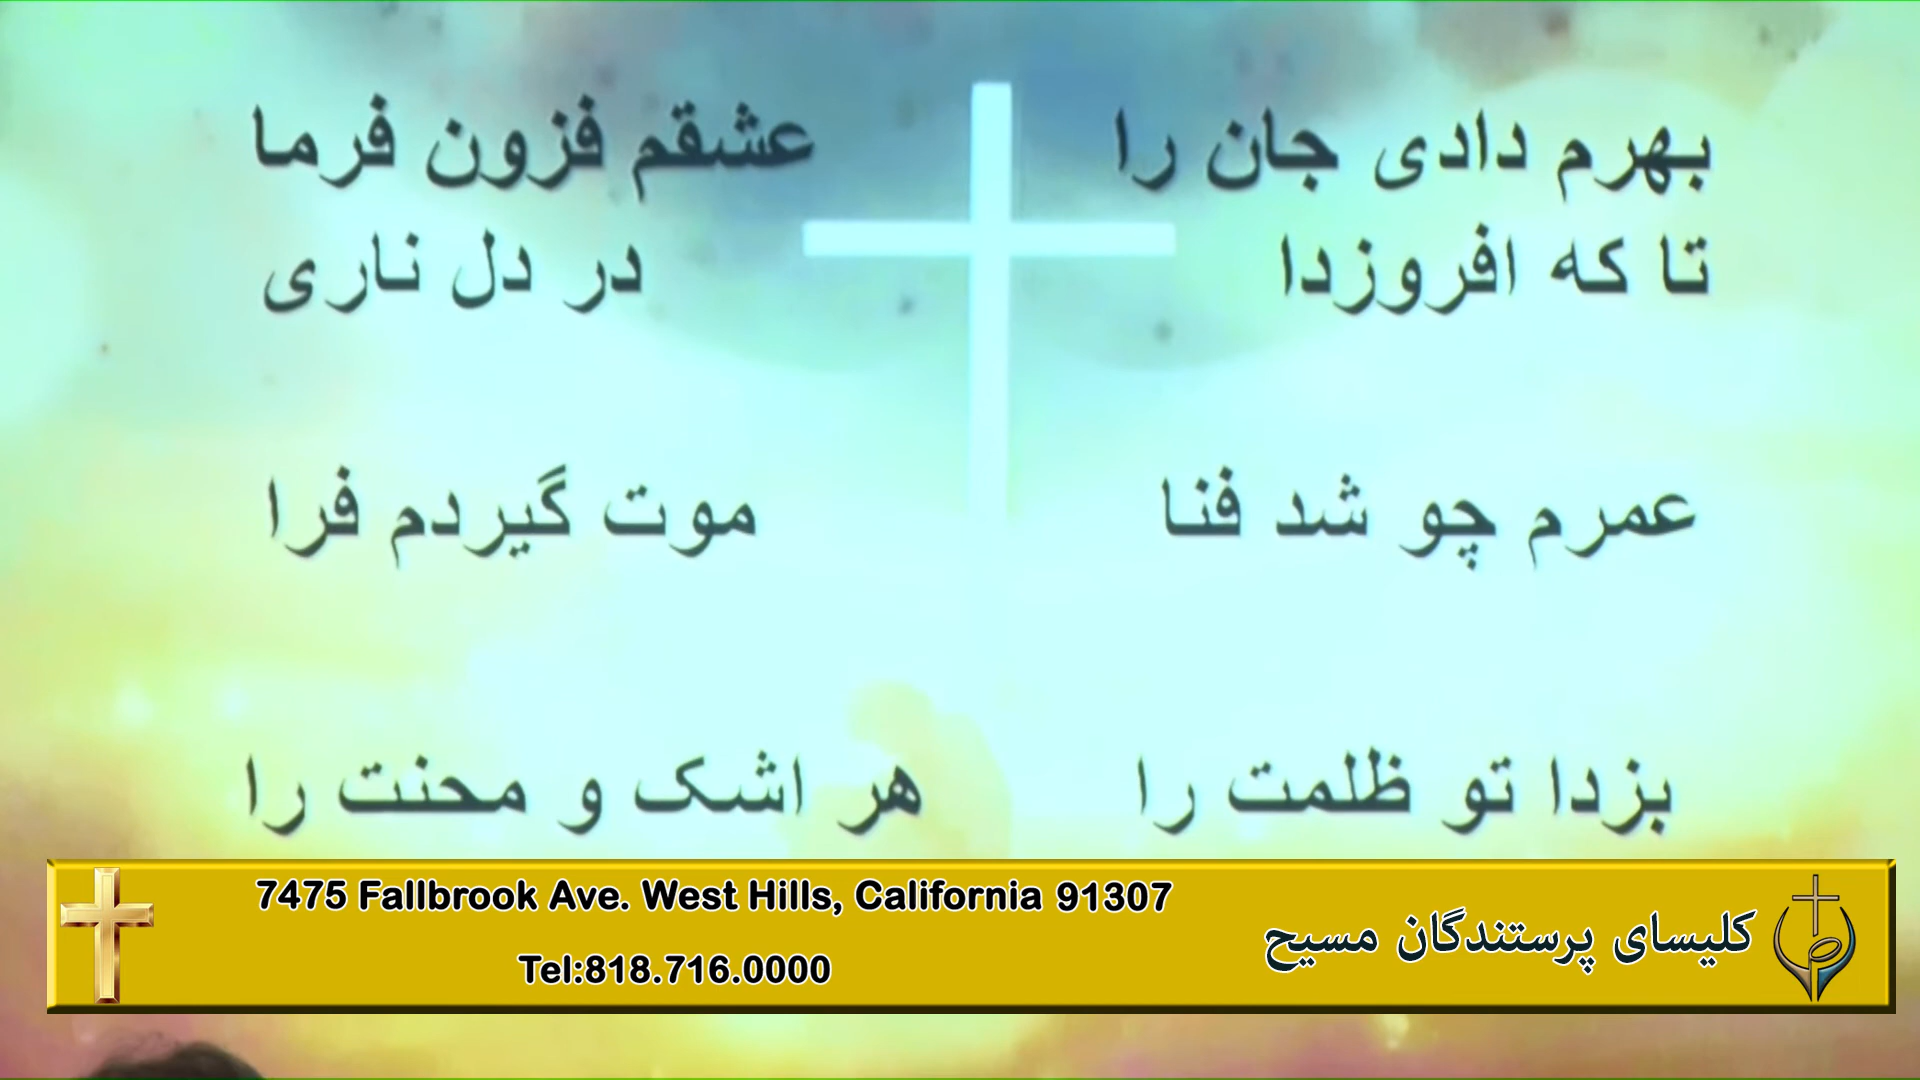 بهرم دادی جان را عشقم فزون فرما
تا که افروزدا در دل ناری
عمرم چو شد فنا موت گیردم فرا
بزدا تو ظلمت را هر اشک و محنت را
7475 Fallbrook Ave. West Hills, California 91307
Tel:818.716.0000
کلیسای پرستندگان مسیح